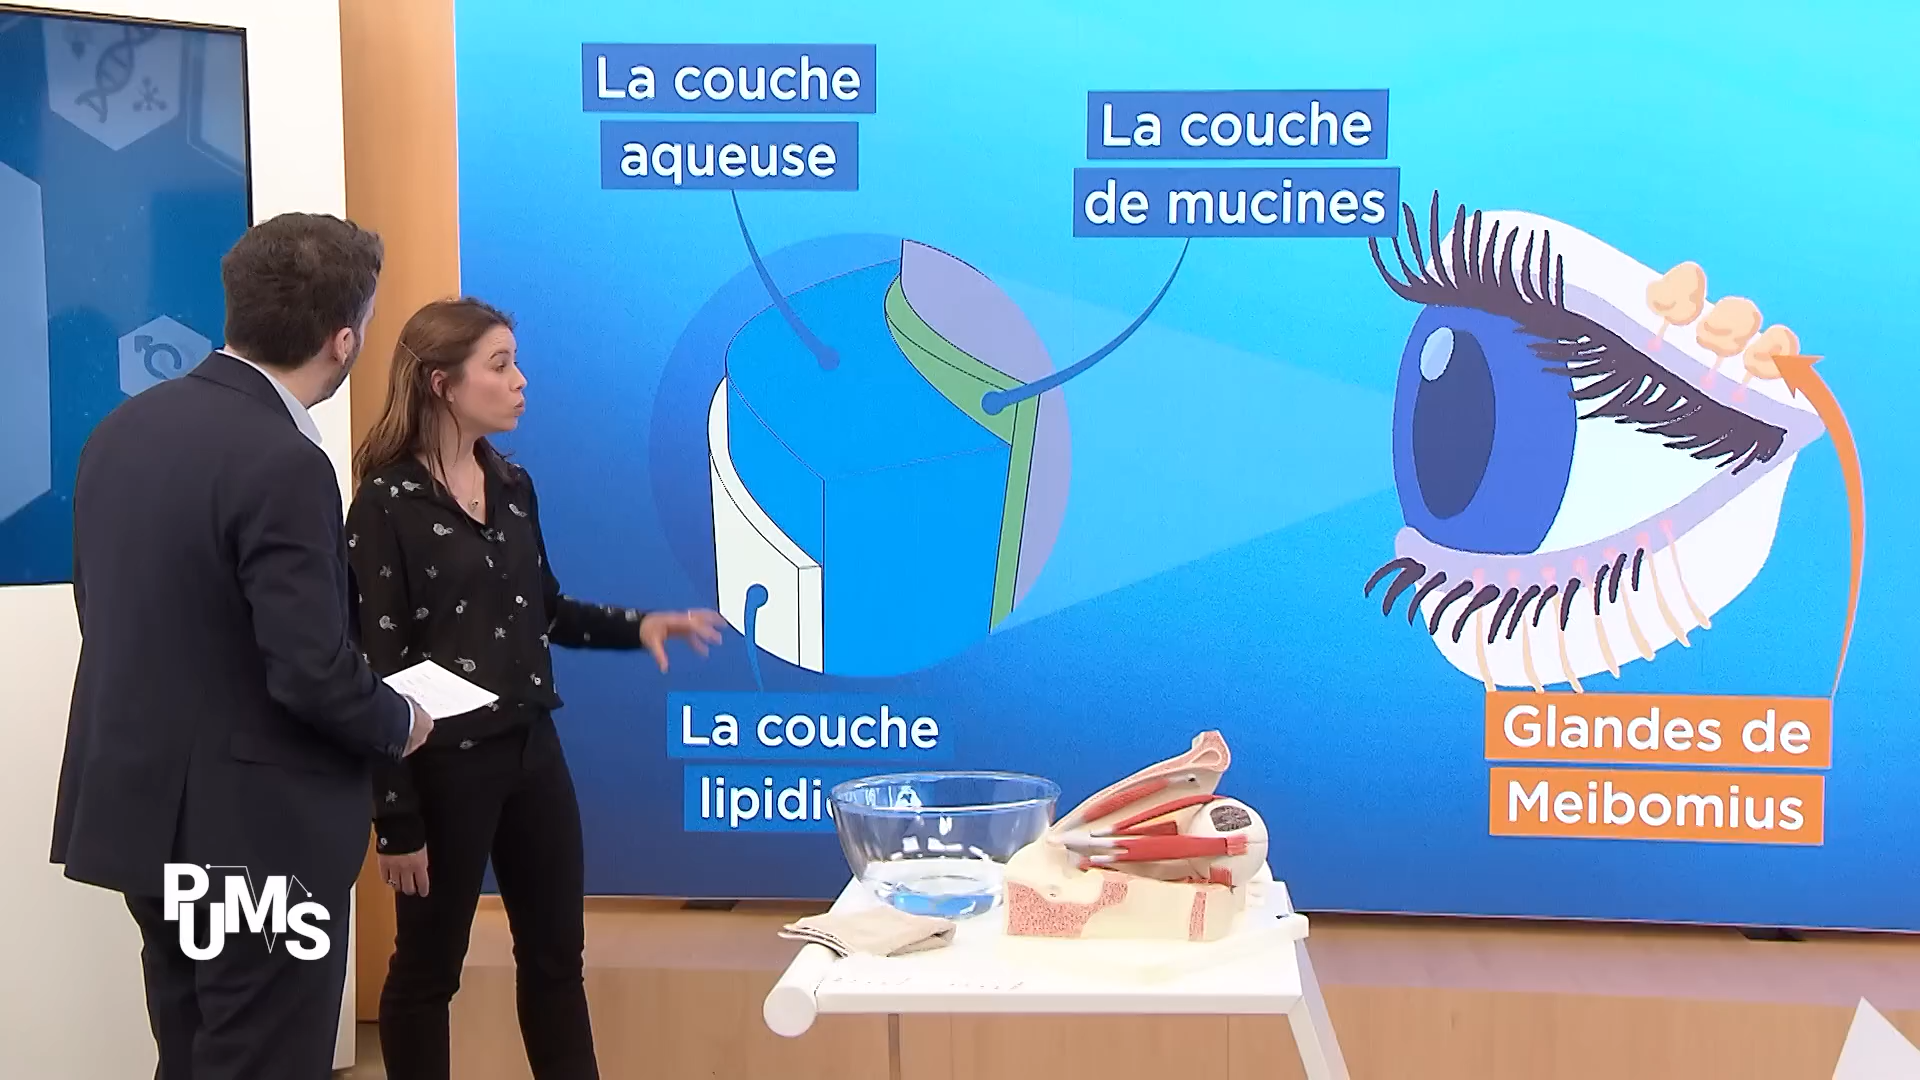 La couche
aqueuse
La couche
de mucines
La couche
Glandes de
Meibomius
PUMS